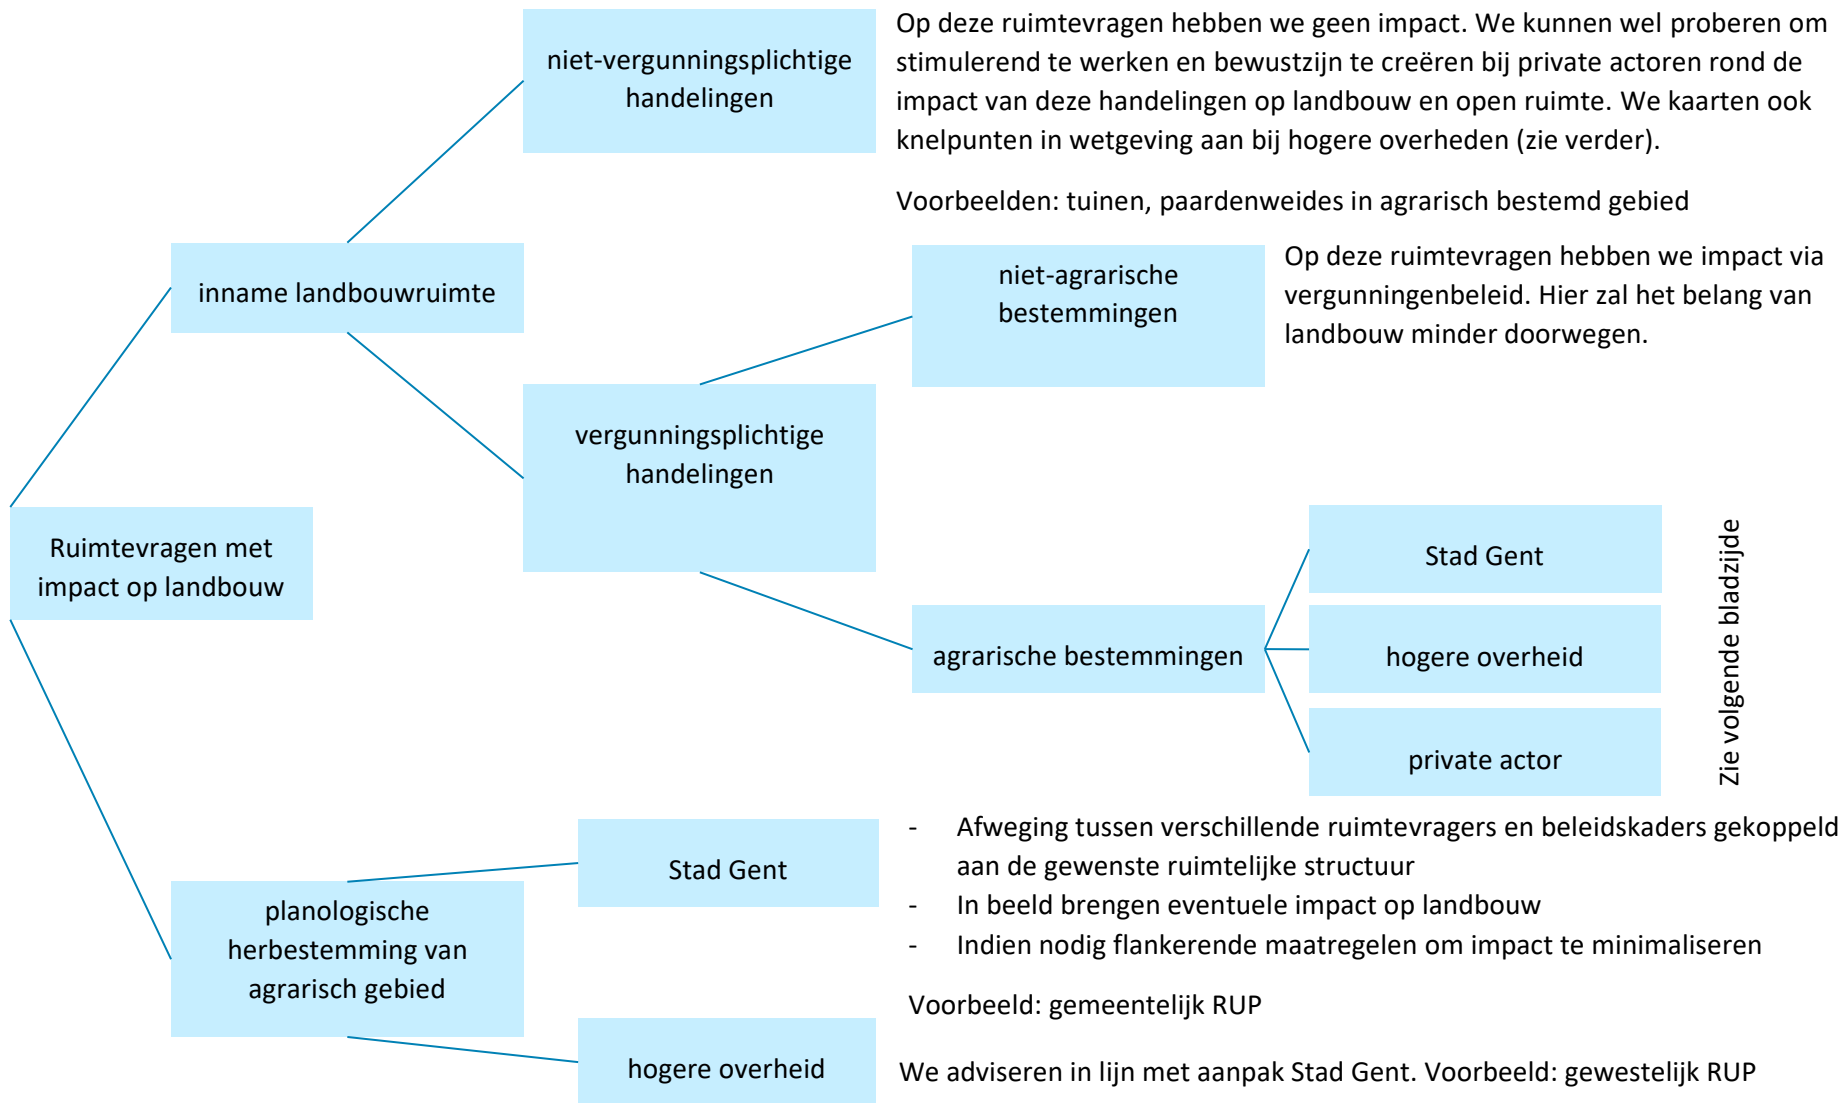 niet-vergunningsplichtige
handelingen
Op deze ruimtevragen hebben we geen impact. We kunnen wel proberen om
stimulerend te werken en bewustzijn te creëren bij private actoren rond de
impact van deze handelingen op landbouw en open ruimte. We kaarten ook
knelpunten in wetgeving aan bij hogere overheden (zie verder).
Voorbeelden: tuinen, paardenweides in agrarisch bestemd gebied
inname landbouwruimte
niet-agrarische
bestemmingen
Op deze ruimtevragen hebben we impact via
vergunningenbeleid. Hier zal het belang van
landbouw minder doorwegen.
vergunningsplichtige
handelingen
Ruimtevragen met
impact op landbouw
agrarische bestemmingen
Stad Gent
hogere overheid
private actor
Zie volgende bladzijde
planologische
herbestemming van
agrarisch gebied
Stad Gent
- Afweging tussen verschillende ruimtevragers en beleidskaders gekoppeld
aan de gewenste ruimtelijke structuur
- In beeld brengen eventuele impact op landbouw
- Indien nodig flankerende maatregelen om impact te minimaliseren
Voorbeeld: gemeentelijk RUP
hogere overheid
We adviseren in lijn met aanpak Stad Gent. Voorbeeld: gewestelijk RUP